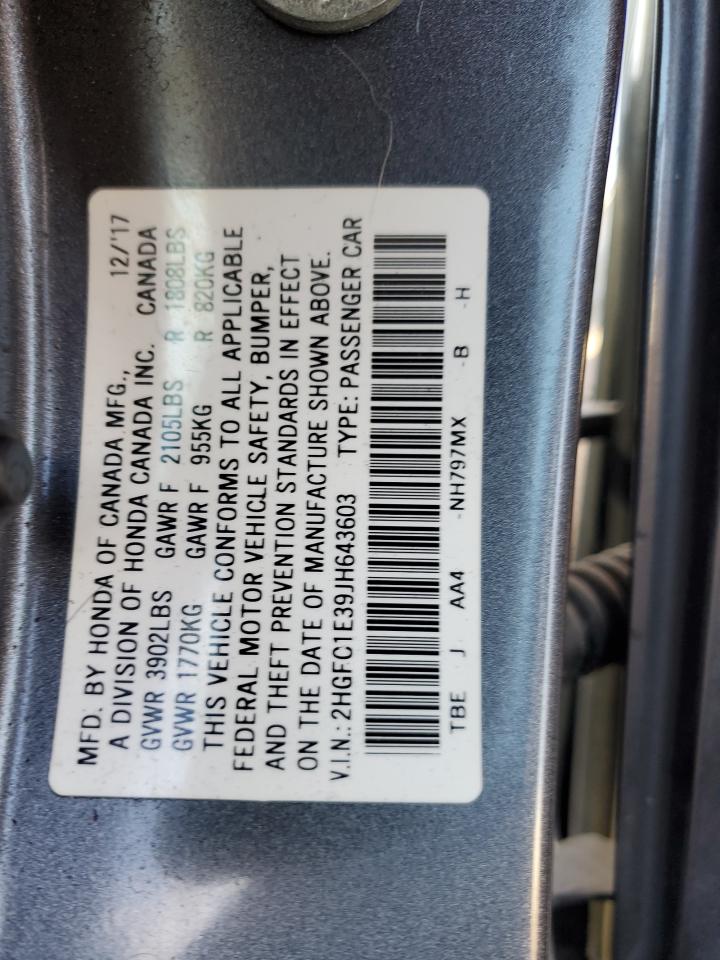 MFD. BY HONDA OF CANADA MFG., 12/'17
A DIVISION OF HONDA CANADA INC. CANADA
GVWR 3902LBS GAWR F 2105LBS R 1808LBS
GVWR 1770KG GAWR F 955KG R 820KG
THIS VEHICLE CONFORMS TO ALL APPLICABLE
FEDERAL MOTOR VEHICLE SAFETY, BUMPER,
AND THEFT PREVENTION STANDARDS IN EFFECT
ON THE DATE OF MANUFACTURE SHOWN ABOVE.
V.I.N.: 2HGFC1E39JH643603 TYPE: PASSENGER CAR
TBE J AA4 -NH797MX -B -H